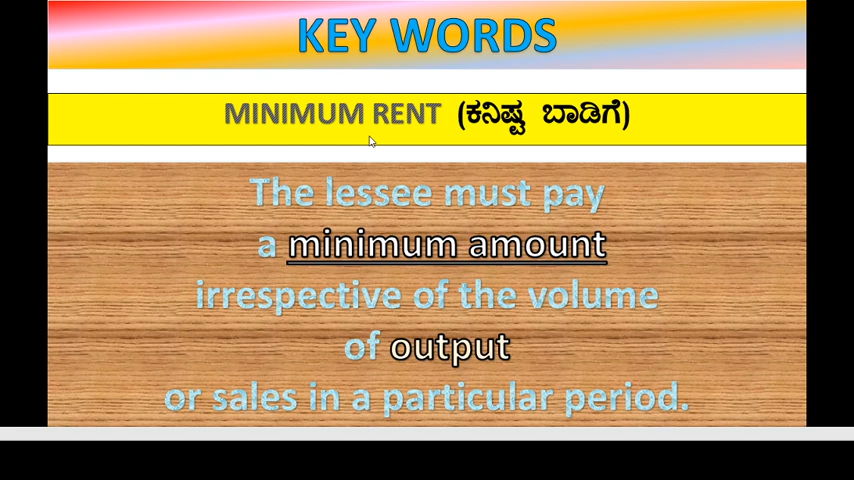 KEY WORDS
MINIMUM RENT (ಕನಿಷ್ಟ ಬಾಡಿಗೆ)
The lessee must pay
a minimum amount
irrespective of the volume
of output
or sales in a particular period.